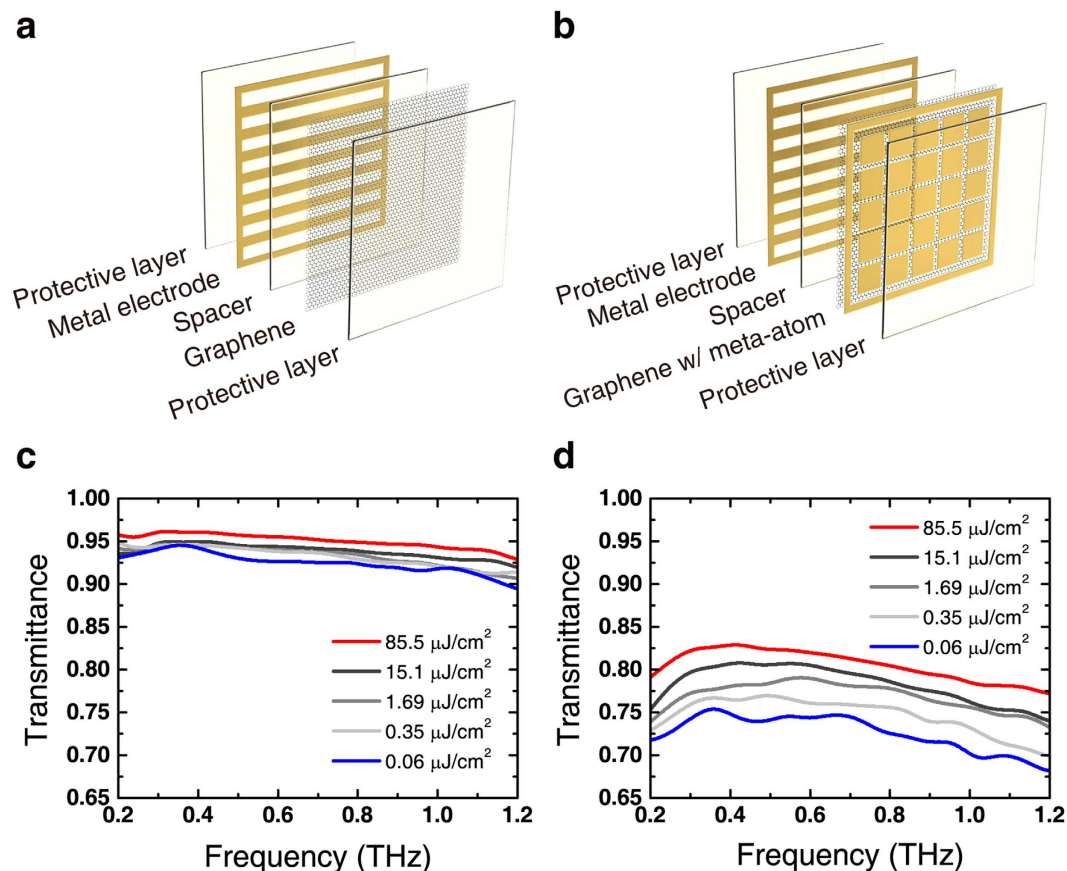 a
Protective layer
Metal electrode
Spacer
Graphene
Protective layer
b
Protective layer
Metal electrode
Spacer
Graphene w/ meta-atom
Protective layer
c
Transmittance
1.00
0.95
0.90
0.85
0.80
0.75
0.70
0.65
85.5 μJ/cm²
15.1 μJ/cm²
1.69 μJ/cm²
0.35 μJ/cm²
0.06 μJ/cm²
0.2 0.4 0.6 0.8 1.0 1.2
Frequency (THz)
d
Transmittance
1.00
0.95
0.90
0.85
0.80
0.75
0.70
0.65
85.5 μJ/cm²
15.1 μJ/cm²
1.69 μJ/cm²
0.35 μJ/cm²
0.06 μJ/cm²
0.2 0.4 0.6 0.8 1.0 1.2
Frequency (THz)